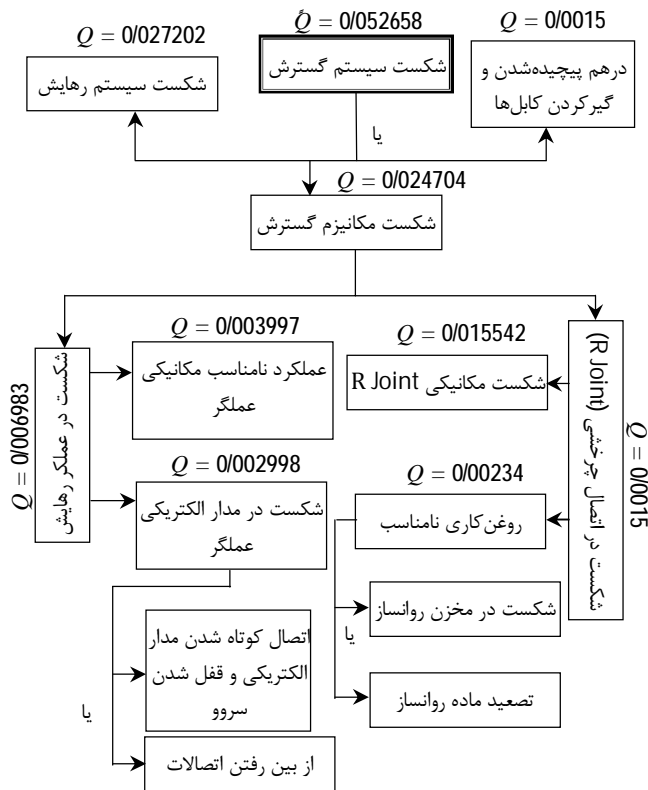 Q = 0/052658
شکست سیستم گسترش
یا
Q = 0/0015
درهم پیچیده‌شدن و
گیرکردن کابل‌ها
Q = 0/027202
شکست سیستم رهایش
Q = 0/024704
شکست مکانیزم گسترش
Q = 0/0015
شکست در اتصال چرخشی (R Joint)
Q = 0/015542
شکست مکانیکی R Joint
Q = 0/00234
روغن‌کاری نامناسب
یا
شکست در مخزن روانساز
تصعید ماده روانساز
Q = 0/006983
شکست در عملکر رهایش
Q = 0/003997
عملکرد نامناسب مکانیکی
عملگر
Q = 0/002998
شکست در مدار الکتریکی
عملگر
یا
اتصال کوتاه شدن مدار
الکتریکی و قفل شدن
سروو
از بین رفتن اتصالات